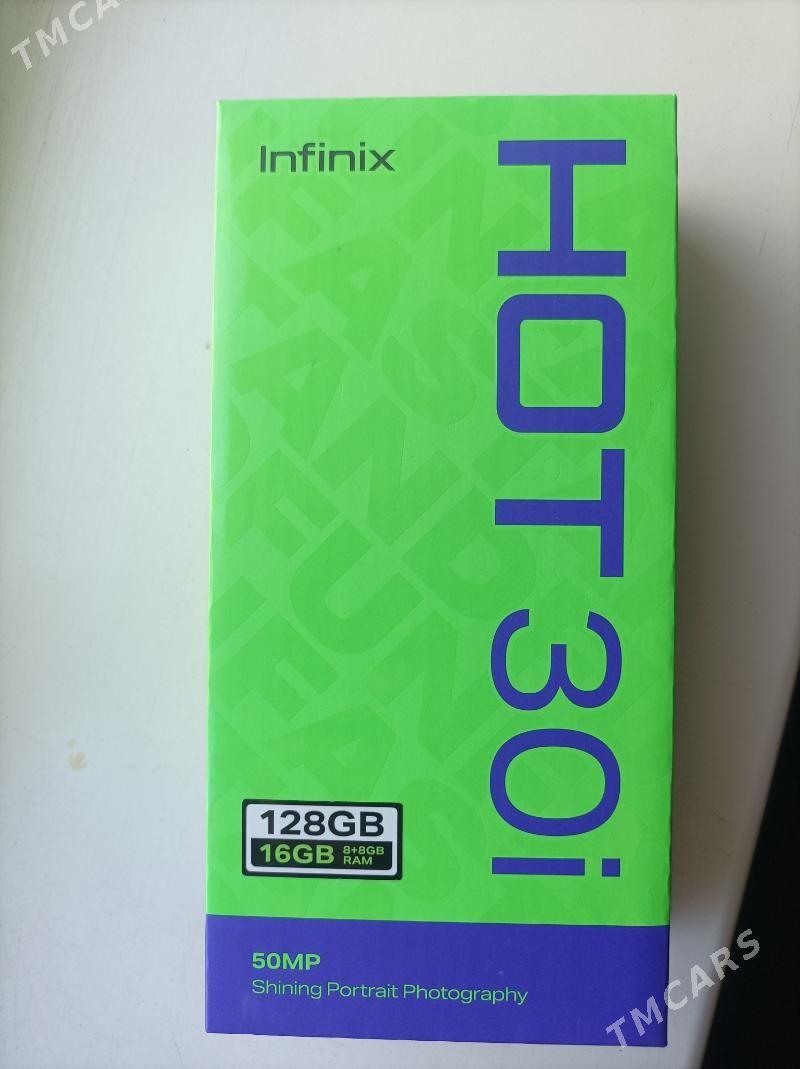 TMCARS
Infinix
HOT 30i
128GB
16GB 8+8GB RAM
50MP
Shining Portrait Photography
TMCARS